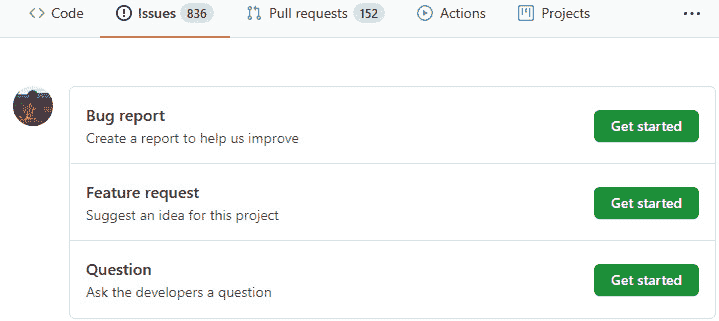 Code Issues 836 Pull requests 152 Actions Projects
Bug report
Create a report to help us improve
Get started
Feature request
Suggest an idea for this project
Get started
Question
Ask the developers a question
Get started